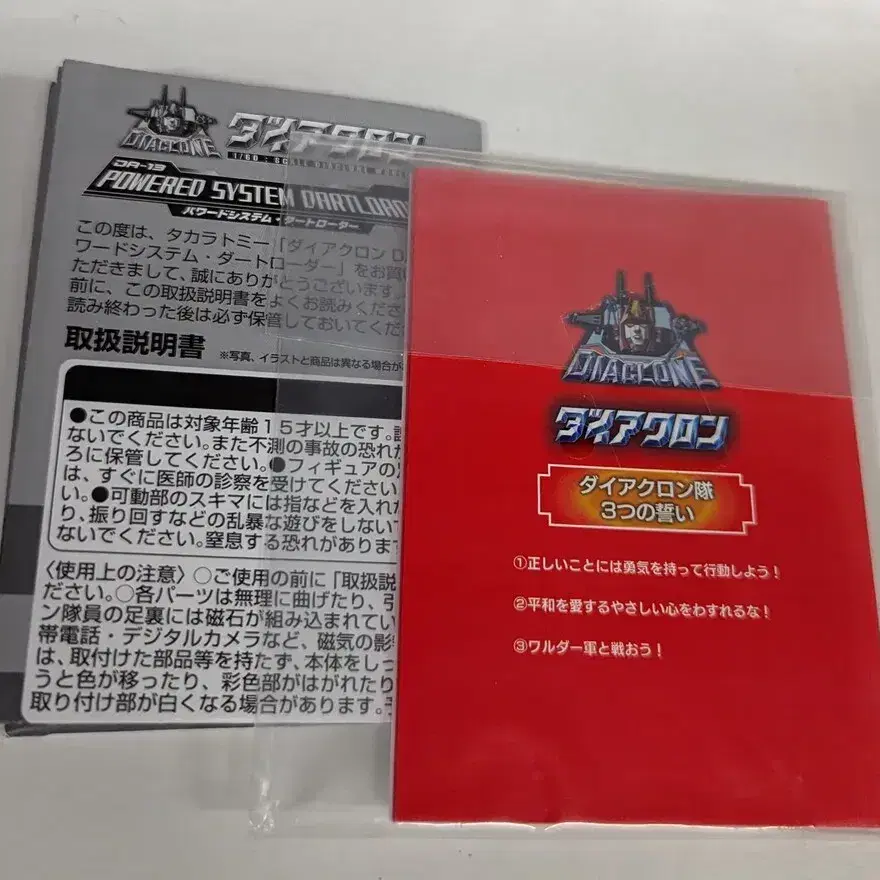 DIACLONE
ダイアクロン
1/60 : SCALE DIACLONE WORLD
DA-13
POWERED SYSTEM DARTLOA
パワードシステム・ダートローダー
この度は、タカラトミー「ダイアクロン D
ワードシステム・ダートローダー」をお買
ただきまして、誠にありがとうございます。
前に、この取扱説明書をよくお読みくださ
読み終わった後は必ず保管しておいてくだ
取扱説明書
※写真、イラストと商品は異なる場合が
●この商品は対象年齢15才以上です。
ないでください。また不測の事故の恐れか
ろに保管してください。●フィギュアの
は、すぐに医師の診察を受けてください
い。●可動部のスキマには指などを入れ
り、振り回すなどの乱暴な遊びをしない
ないでください。窒息する恐れがありま
〈使用上の注意〉○ご使用の前に「取扱説
ださい。○各パーツは無理に曲げたり、引
ン隊員の足裏には磁石が組み込まれてい
帯電話・デジタルカメラなど、磁気の影
は、取付けた部品等を持たず、本体をしっ
うと色が移ったり、彩色部がはがれたり
取り付け部が白くなる場合があります。
DIACLONE
ダイアクロン
ダイアクロン隊
3つの誓い
①正しいことには勇気を持って行動しよう！
②平和を愛するやさしい心をわすれるな！
③ワルダー軍と戦おう！